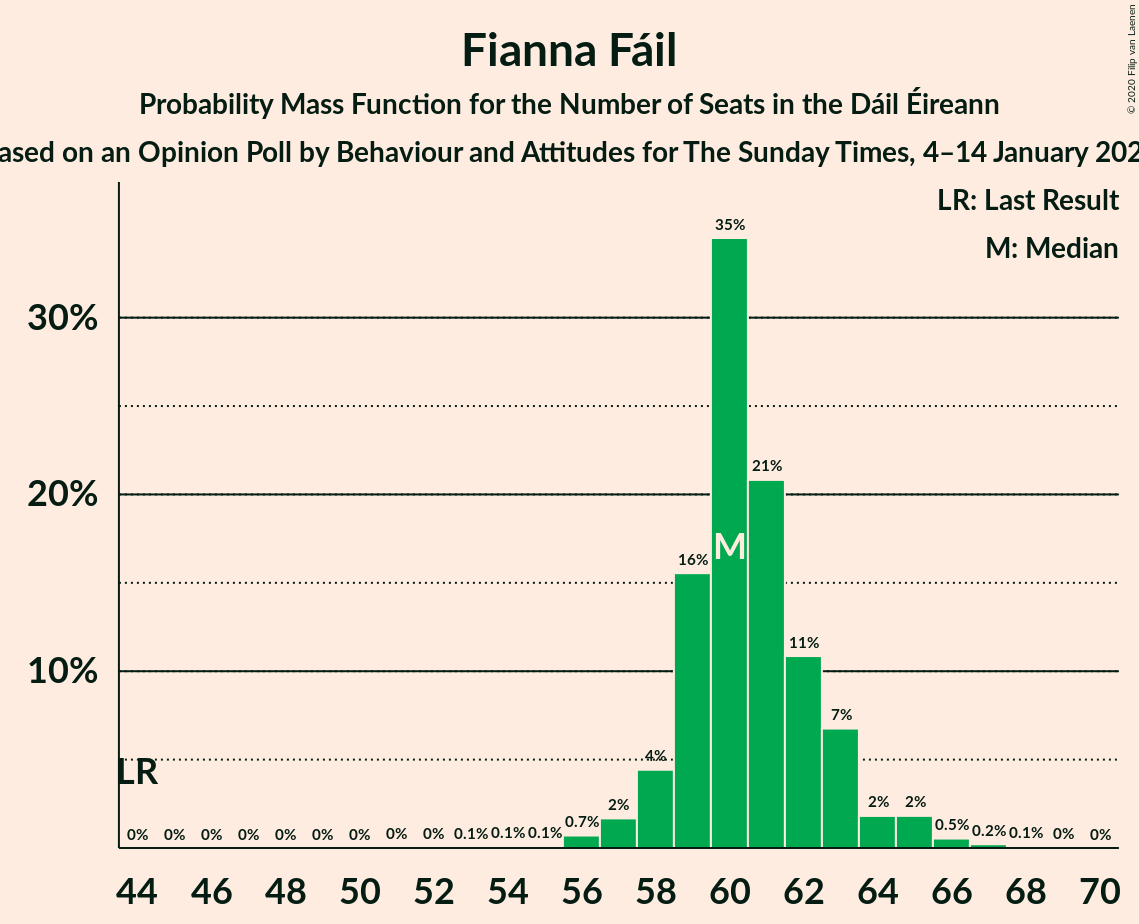 Fianna Fáil
Probability Mass Function for the Number of Seats in the Dáil Éireann
on an Opinion Poll by Behaviour and Attitudes for The Sunday Times, 4–14 January
© 2020 Filip van Laenen
LR: Last Result
M: Median
30%
20%
10%
35%
21%
M
16%
11%
7%
4%
LR
2%
2% 2%
0.7%
0.5%
0.2%
0% 0% 0% 0% 0% 0% 0% 0% 0% 0.1% 0.1% 0.1%
0.1% 0% 0%
44 46 48 50 52 54 56 58 60 62 64 66 68 70